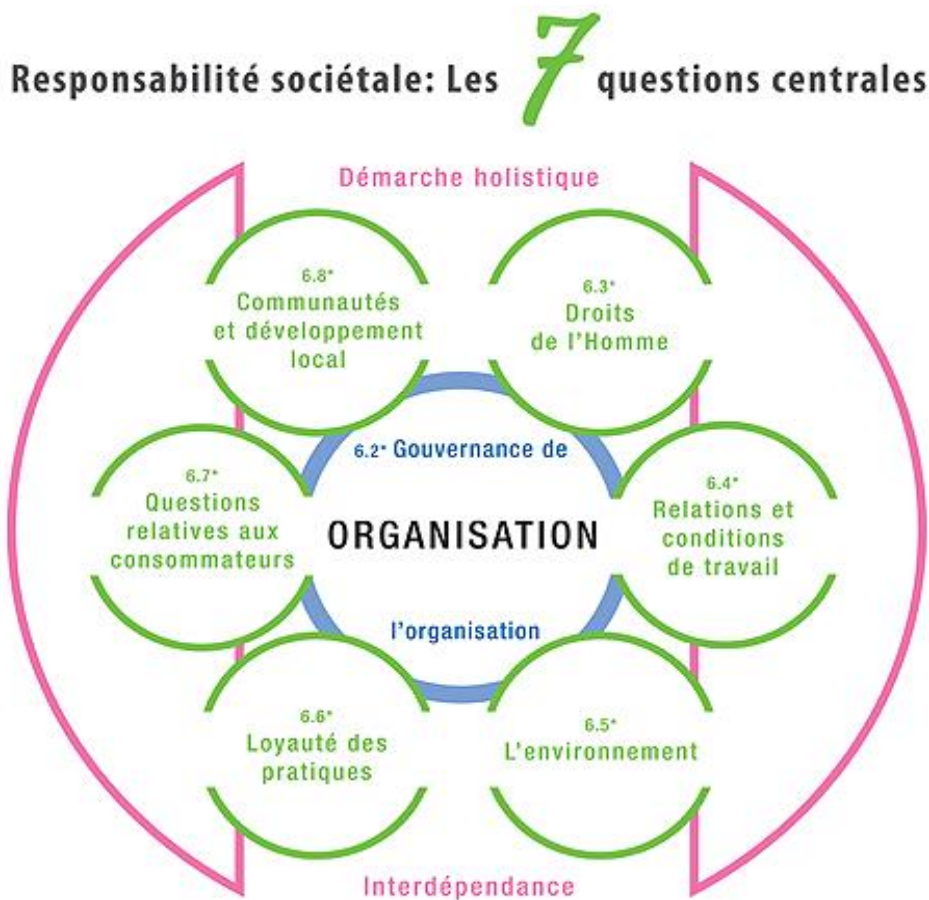 Responsabilité sociétale: Les 7 questions centrales
Démarche holistique
6.8*
Communautés
et développement
local
6.3*
Droits
de l'Homme
6.2* Gouvernance de
ORGANISATION
l'organisation
6.7*
Questions
relatives aux
consommateurs
6.4*
Relations et
conditions
de travail
6.6*
Loyauté des
pratiques
6.5*
L'environnement
Interdépendance